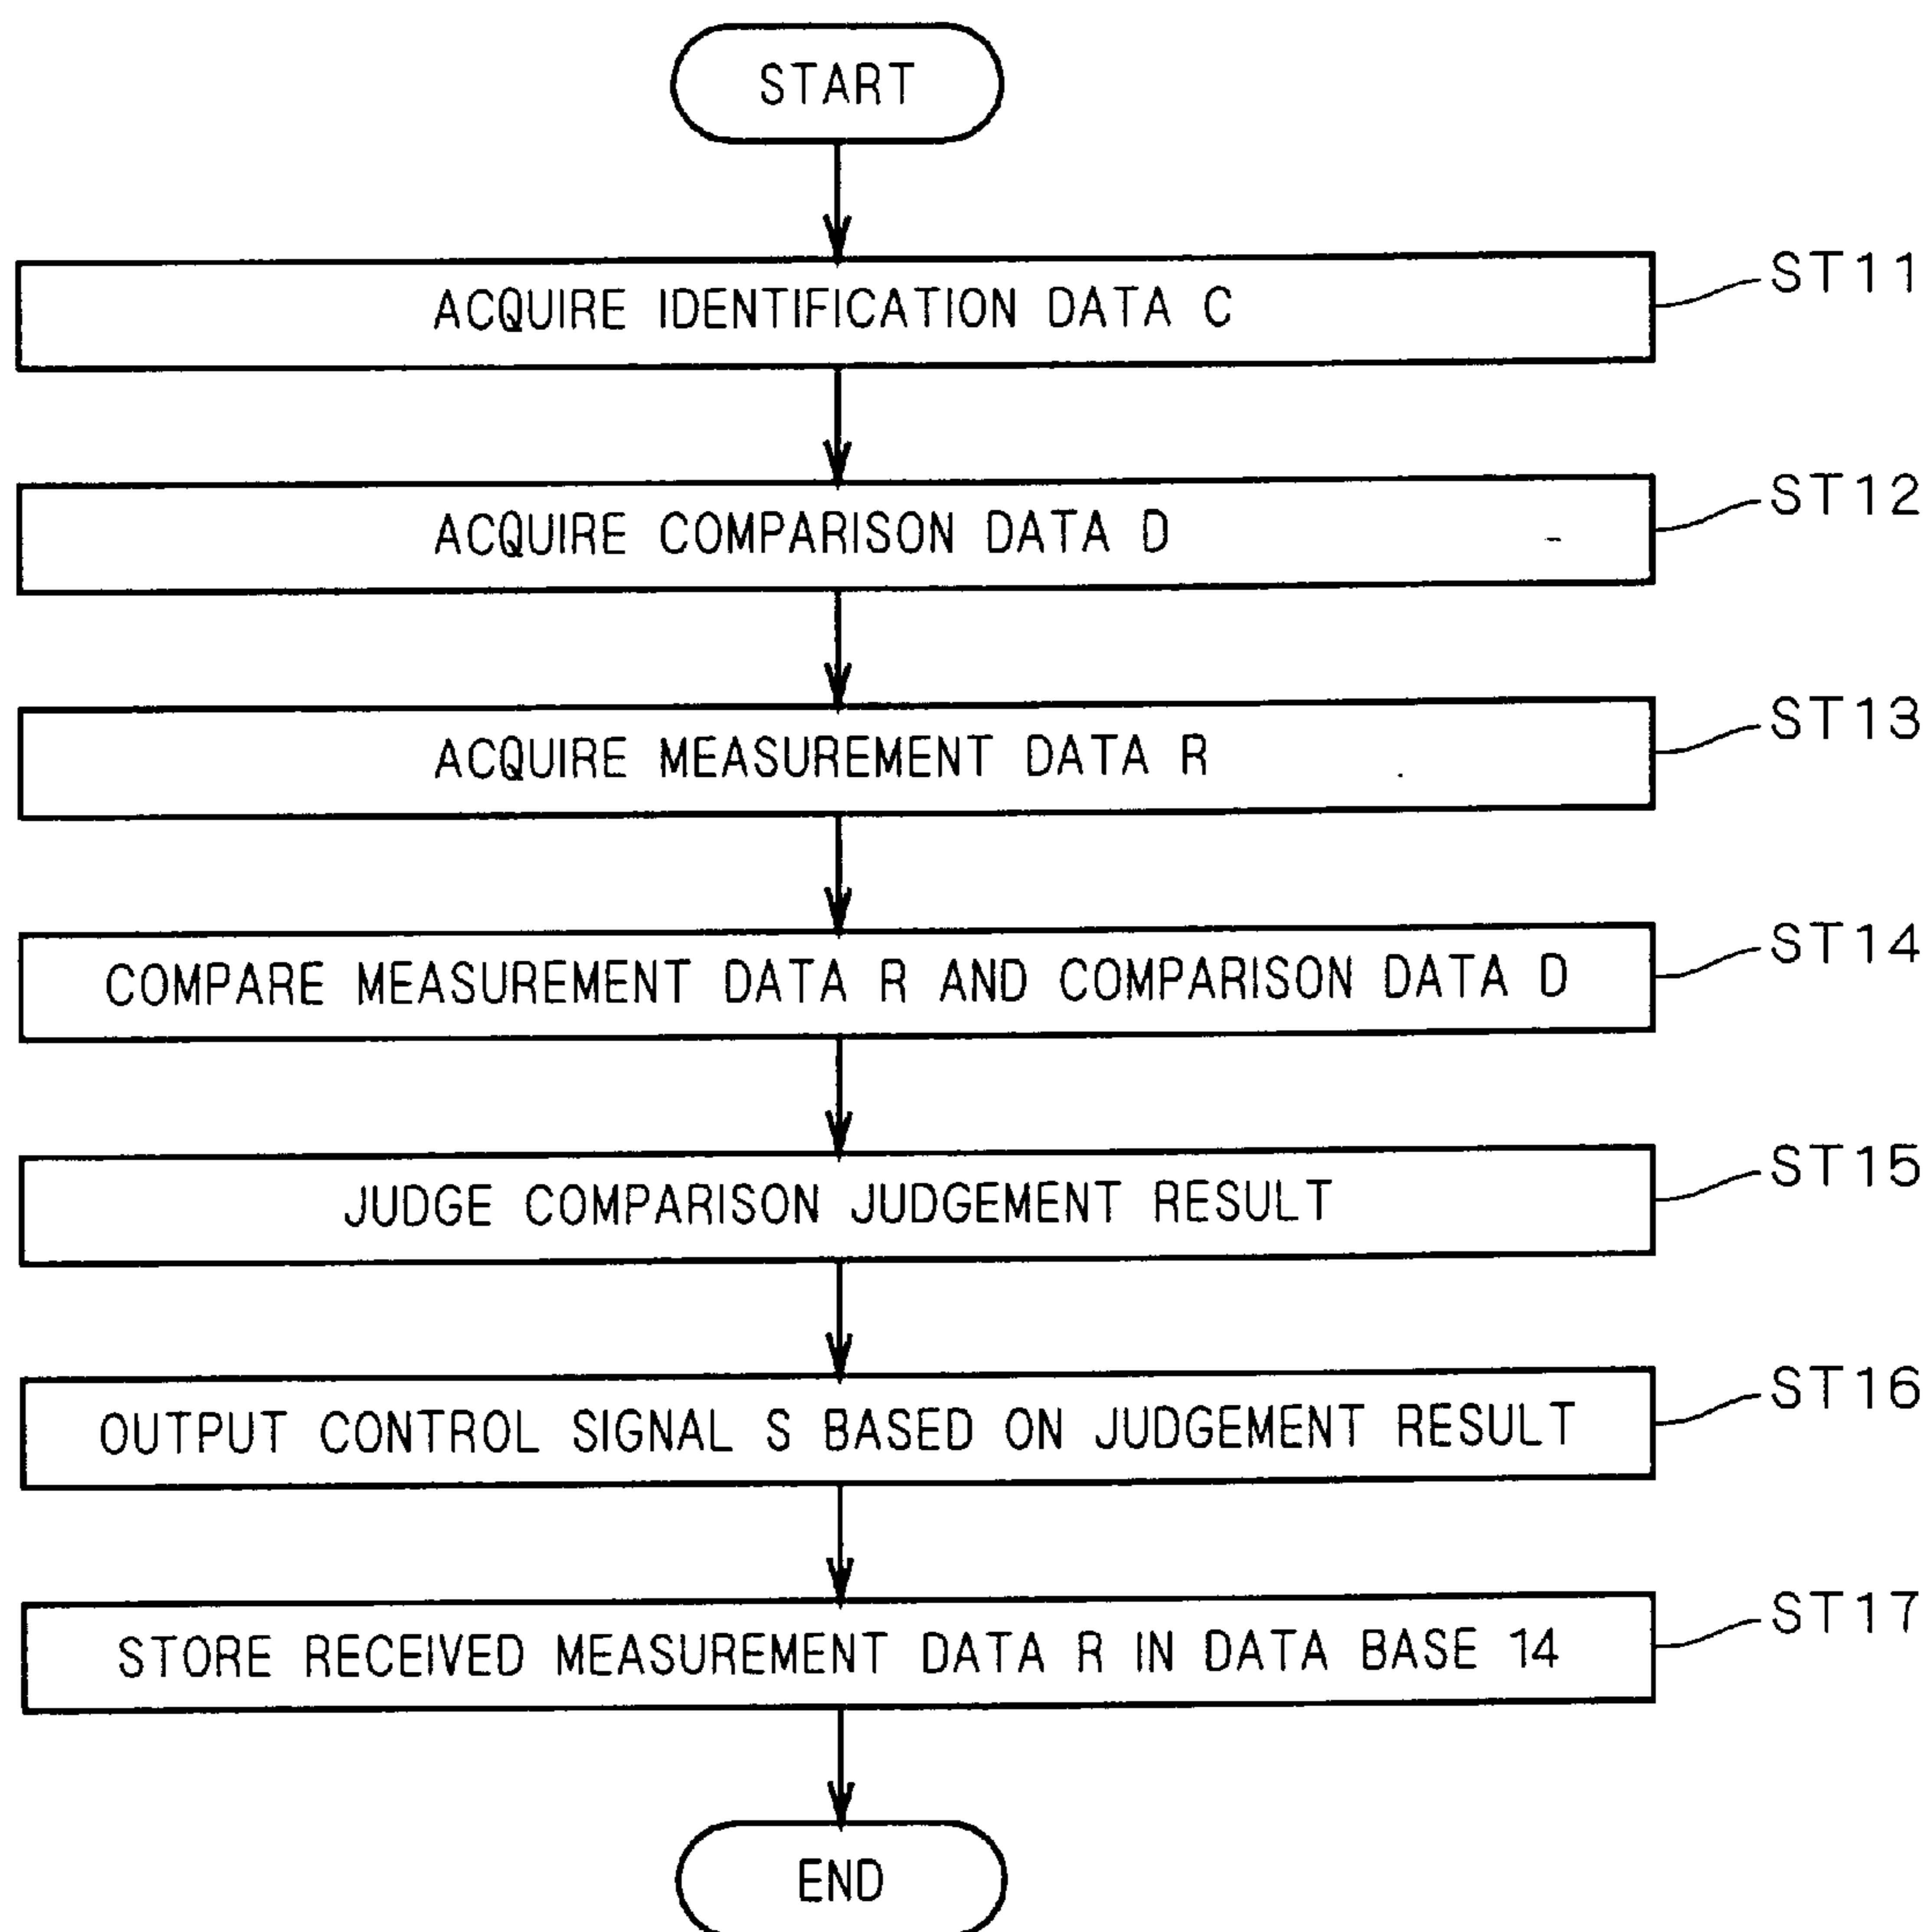 START
ACQUIRE IDENTIFICATION DATA C
ST11
ACQUIRE COMPARISON DATA D
ST12
ACQUIRE MEASUREMENT DATA R
ST13
COMPARE MEASUREMENT DATA R AND COMPARISON DATA D
ST14
JUDGE COMPARISON JUDGEMENT RESULT
ST15
OUTPUT CONTROL SIGNAL S BASED ON JUDGEMENT RESULT
ST16
STORE RECEIVED MEASUREMENT DATA R IN DATA BASE 14
ST17
END